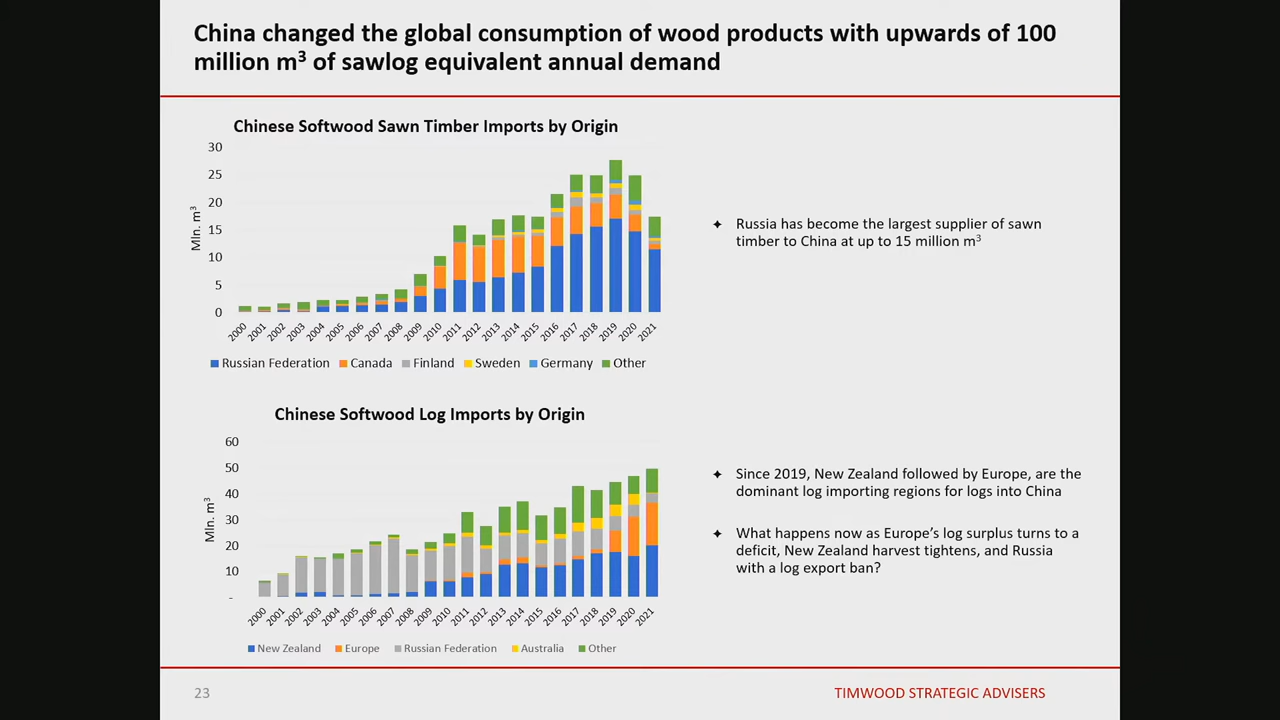 China changed the global consumption of wood products with upwards of 100
million m³ of sawlog equivalent annual demand
Chinese Softwood Sawn Timber Imports by Origin
Mln. m³
30
25
20
15
10
5
0
2000 2001 2002 2003 2004 2005 2006 2007 2008 2009 2010 2011 2012 2013 2014 2015 2016 2017 2018 2019 2020 2021
Russian Federation Canada Finland Sweden Germany Other
✦ Russia has become the largest supplier of sawn
timber to China at up to 15 million m³
Chinese Softwood Log Imports by Origin
Mln. m³
60
50
40
30
20
10
-
2000 2001 2002 2003 2004 2005 2006 2007 2008 2009 2010 2011 2012 2013 2014 2015 2016 2017 2018 2019 2020 2021
New Zealand Europe Russian Federation Australia Other
✦ Since 2019, New Zealand followed by Europe, are the
dominant log importing regions for logs into China
✦ What happens now as Europe’s log surplus turns to a
deficit, New Zealand harvest tightens, and Russia
with a log export ban?
23
TIMWOOD STRATEGIC ADVISERS